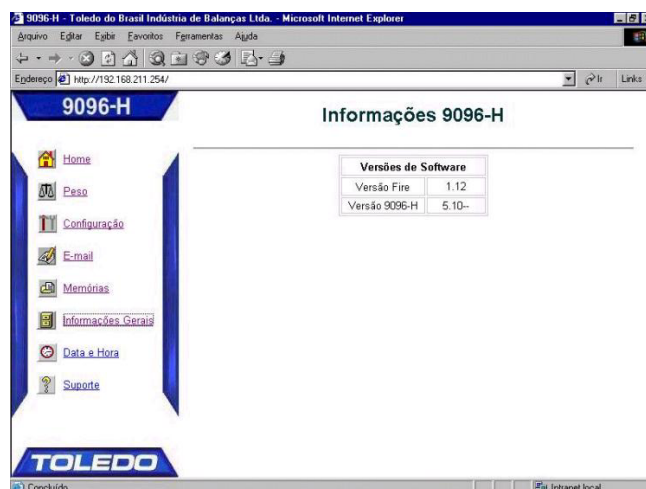 9096-H - Toledo do Brasil Indústria de Balanças Ltda. - Microsoft Internet Explorer
Arquivo Editar Exibir Favoritos Ferramentas Ajuda
Endereço http://192.168.211.254/ Ir Links
9096-H
Informações 9096-H
Home
Peso
Configuração
E-mail
Memórias
Informações Gerais
Data e Hora
Suporte
Versões de Software
Versão Fire 1.12
Versão 9096-H 5.10--
TOLEDO
Concluído Intranet local